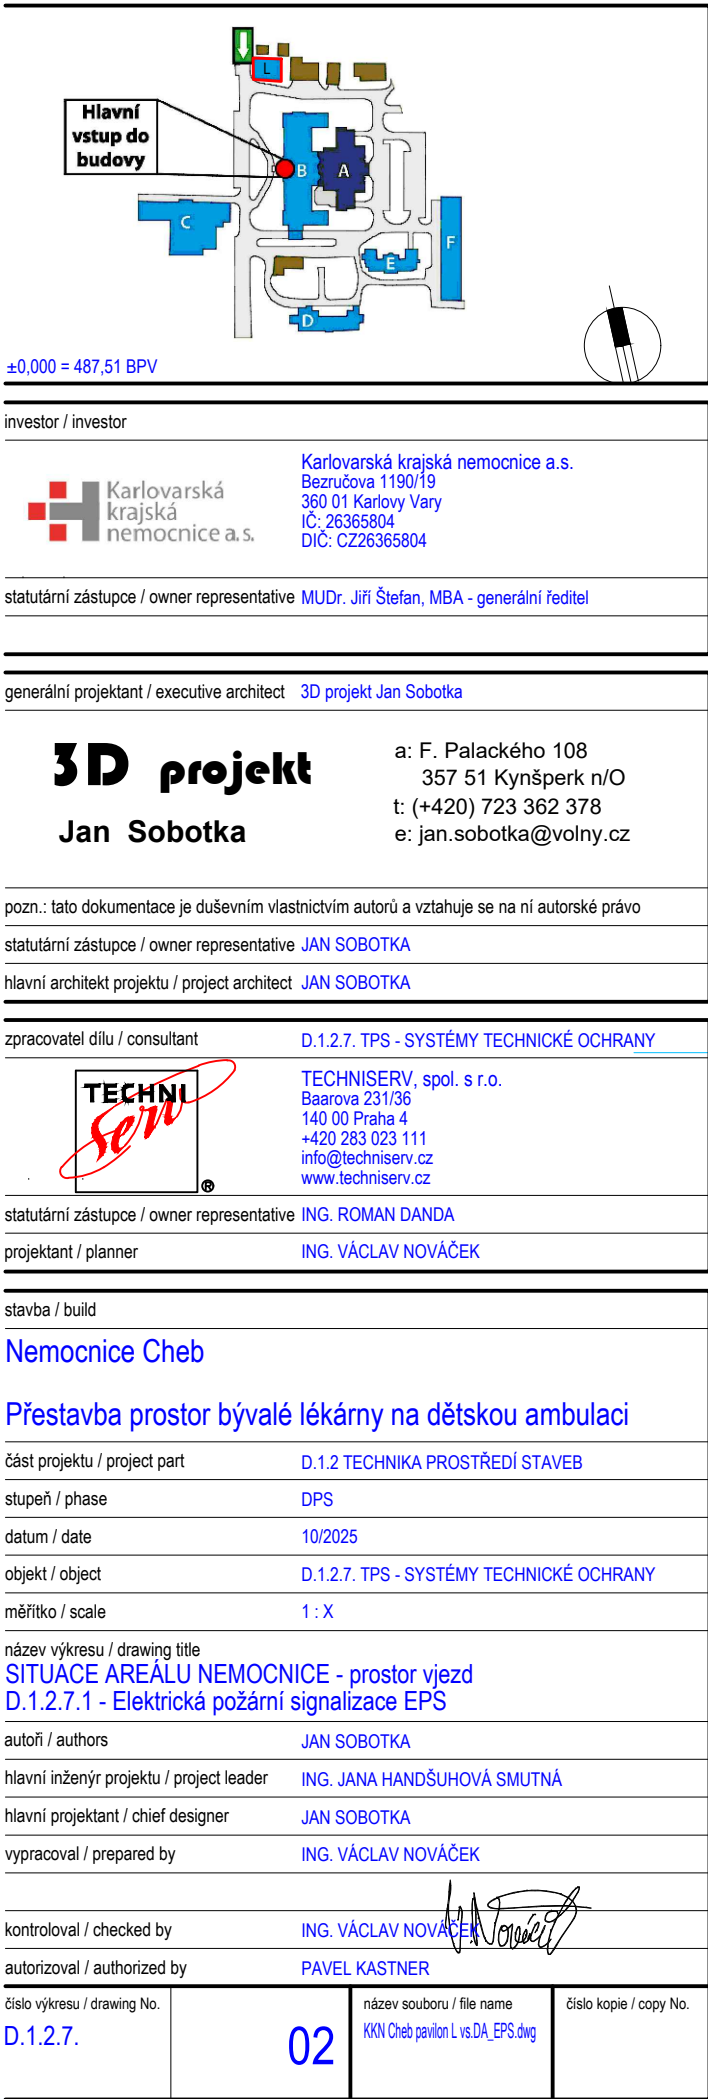 L
Hlavní
vstup do
budovy
B
A
C
F
E
D
±0,000 = 487,51 BPV
investor / investor
Karlovarská
krajská
nemocnice a.s.
Karlovarská krajská nemocnice a.s.
Bezručova 1190/19
360 01 Karlovy Vary
IČ: 26365804
DIČ: CZ26365804
statutární zástupce / owner representative MUDr. Jiří Štefan, MBA - generální ředitel
generální projektant / executive architect 3D projekt Jan Sobotka
3D projekt
Jan Sobotka
a: F. Palackého 108
357 51 Kynšperk n/O
t: (+420) 723 362 378
e: jan.sobotka@volny.cz
pozn.: tato dokumentace je duševním vlastnictvím autorů a vztahuje se na ní autorské právo
statutární zástupce / owner representative JAN SOBOTKA
hlavní architekt projektu / project architect JAN SOBOTKA
zpracovatel dílu / consultant D.1.2.7. TPS - SYSTÉMY TECHNICKÉ OCHRANY
TECHNI
Serv
®
TECHNISERV, spol. s r.o.
Baarova 231/36
140 00 Praha 4
+420 283 023 111
info@techniserv.cz
www.techniserv.cz
statutární zástupce / owner representative ING. ROMAN DANDA
projektant / planner ING. VÁCLAV NOVÁČEK
stavba / build
Nemocnice Cheb
Přestavba prostor bývalé lékárny na dětskou ambulaci
část projektu / project part D.1.2 TECHNIKA PROSTŘEDÍ STAVEB
stupeň / phase DPS
datum / date 10/2025
objekt / object D.1.2.7. TPS - SYSTÉMY TECHNICKÉ OCHRANY
měřítko / scale 1 : X
název výkresu / drawing title
SITUACE AREÁLU NEMOCNICE - prostor vjezd
D.1.2.7.1 - Elektrická požární signalizace EPS
autoři / authors JAN SOBOTKA
hlavní inženýr projektu / project leader ING. JANA HANDŠUHOVÁ SMUTNÁ
hlavní projektant / chief designer JAN SOBOTKA
vypracoval / prepared by ING. VÁCLAV NOVÁČEK
kontroloval / checked by ING. VÁCLAV NOVÁČEK
autorizoval / authorized by PAVEL KASTNER
číslo výkresu / drawing No.
D.1.2.7.
02
název souboru / file name
KKN Cheb pavilon L vs.DA_EPS.dwg
číslo kopie / copy No.